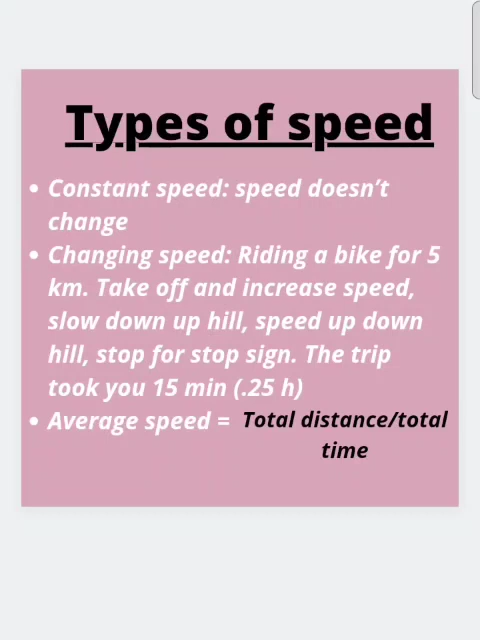 Types of speed
• Constant speed: speed doesn’t
change
• Changing speed: Riding a bike for 5
km. Take off and increase speed,
slow down up hill, speed up down
hill, stop for stop sign. The trip
took you 15 min (.25 h)
• Average speed = Total distance/total
time